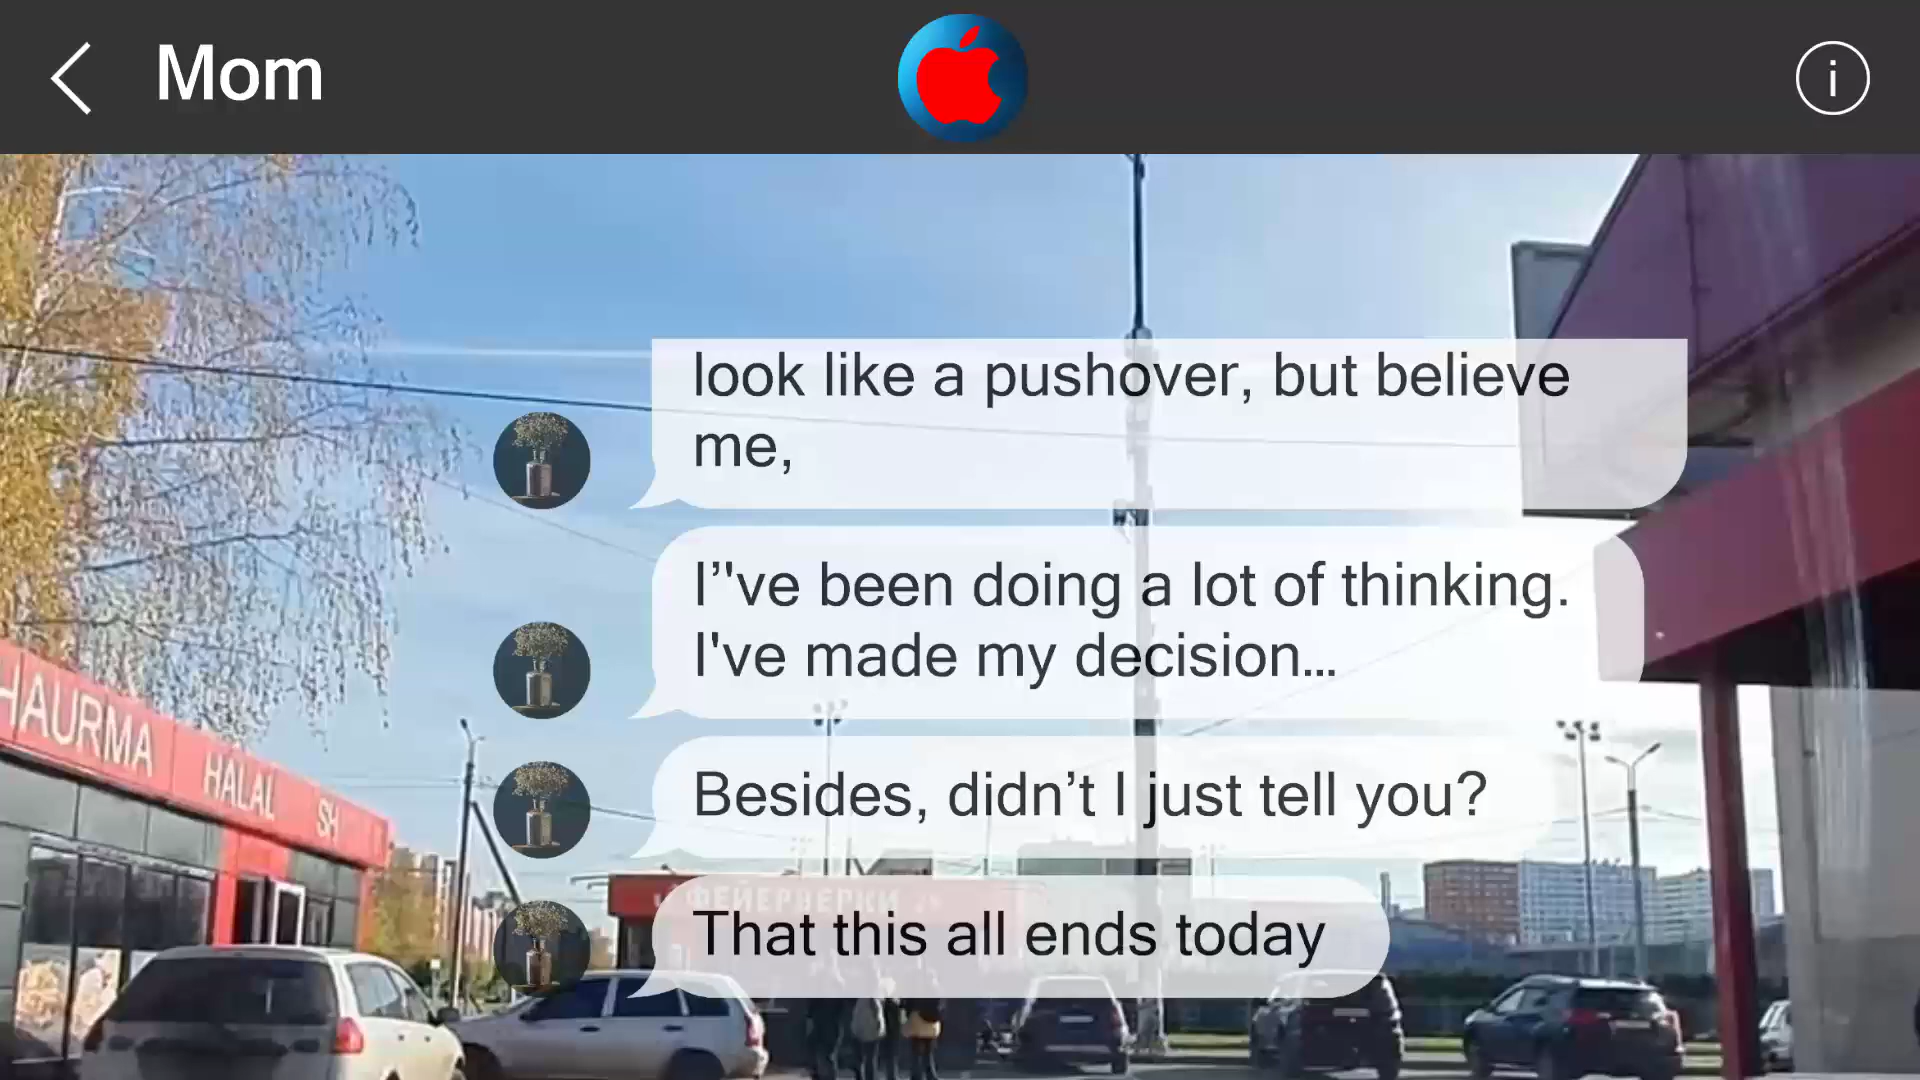 Mom
i
look like a pushover, but believe
me,
I’'ve been doing a lot of thinking.
I've made my decision...
Besides, didn’t I just tell you?
That this all ends today
HAURMA
HALAL
SH
ФЕЙЕРВЕРКИ